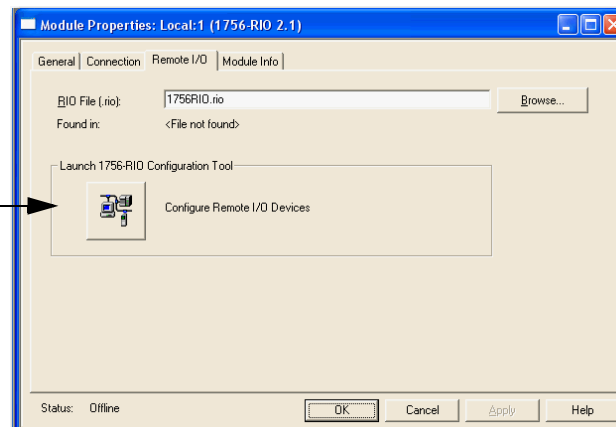 Module Properties: Local:1 (1756-RIO 2.1)
General Connection Remote I/O Module Info
RIO File (.rio): 1756RIO.rio Browse...
Found in: <File not found>
Launch 1756-RIO Configuration Tool
Configure Remote I/O Devices
Status: Offline OK Cancel Apply Help